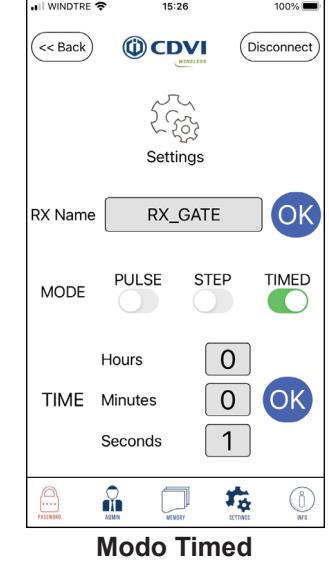 WINDTRE 15:26 100%
<< Back CDVI Disconnect
WIRELESS
Settings
RX Name RX_GATE OK
PULSE STEP TIMED
MODE
Hours 0
TIME Minutes 0 OK
Seconds 1
PASSWORD ADMIN MEMORY SETTINGS INFO
Modo Timed